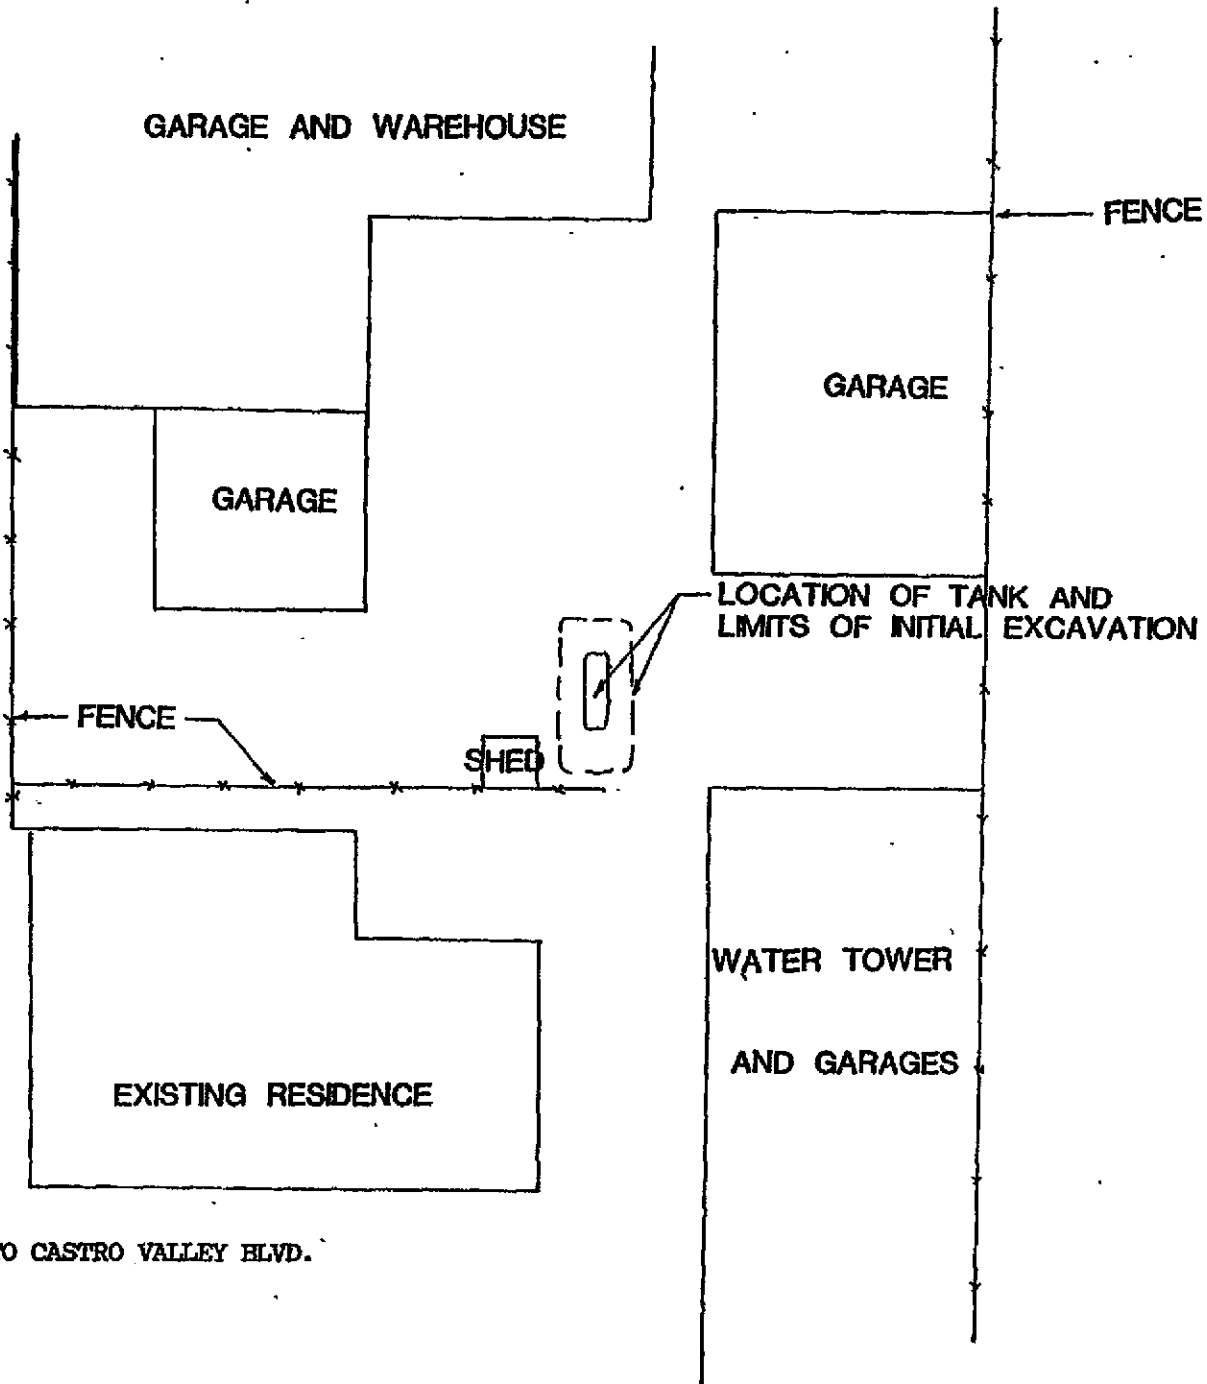 GARAGE AND WAREHOUSE
FENCE
GARAGE
GARAGE
LOCATION OF TANK AND
LIMITS OF INITIAL EXCAVATION
FENCE
SHED
WATER TOWER
AND GARAGES
EXISTING RESIDENCE
CASTRO VALLEY BLVD.